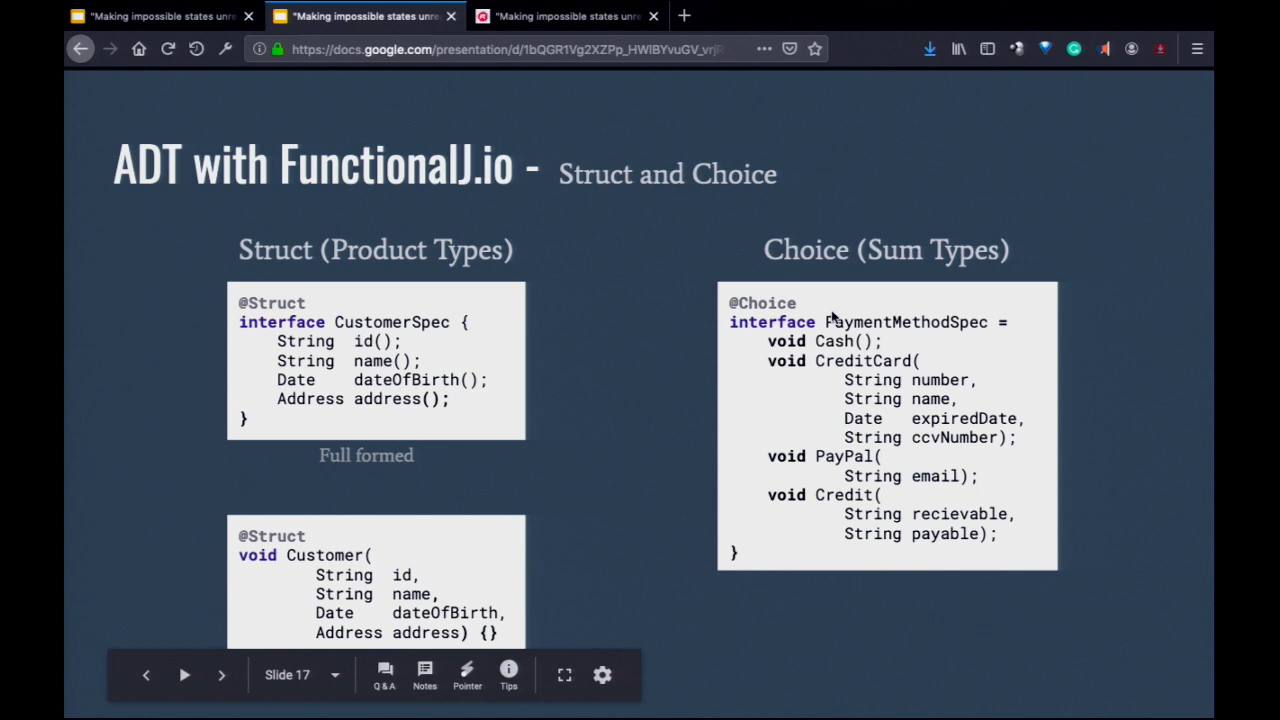 "Making impossible states unre
"Making impossible states unre
"Making impossible states unre
https://docs.google.com/presentation/d/1bQGR1Vg2XZPp_HWlBYvuGV_vrjR
ADT with FunctionalJ.io - Struct and Choice
Struct (Product Types)
@Struct
interface CustomerSpec {
String id();
String name();
Date dateOfBirth();
Address address();
}
Full formed
@Struct
void Customer(
String id,
String name,
Date dateOfBirth,
Address address) {}
Choice (Sum Types)
@Choice
interface PaymentMethodSpec =
void Cash();
void CreditCard(
String number,
String name,
Date expiredDate,
String ccvNumber);
void PayPal(
String email);
void Credit(
String recievable,
String payable);
}
Slide 17
Q & A
Notes
Pointer
Tips